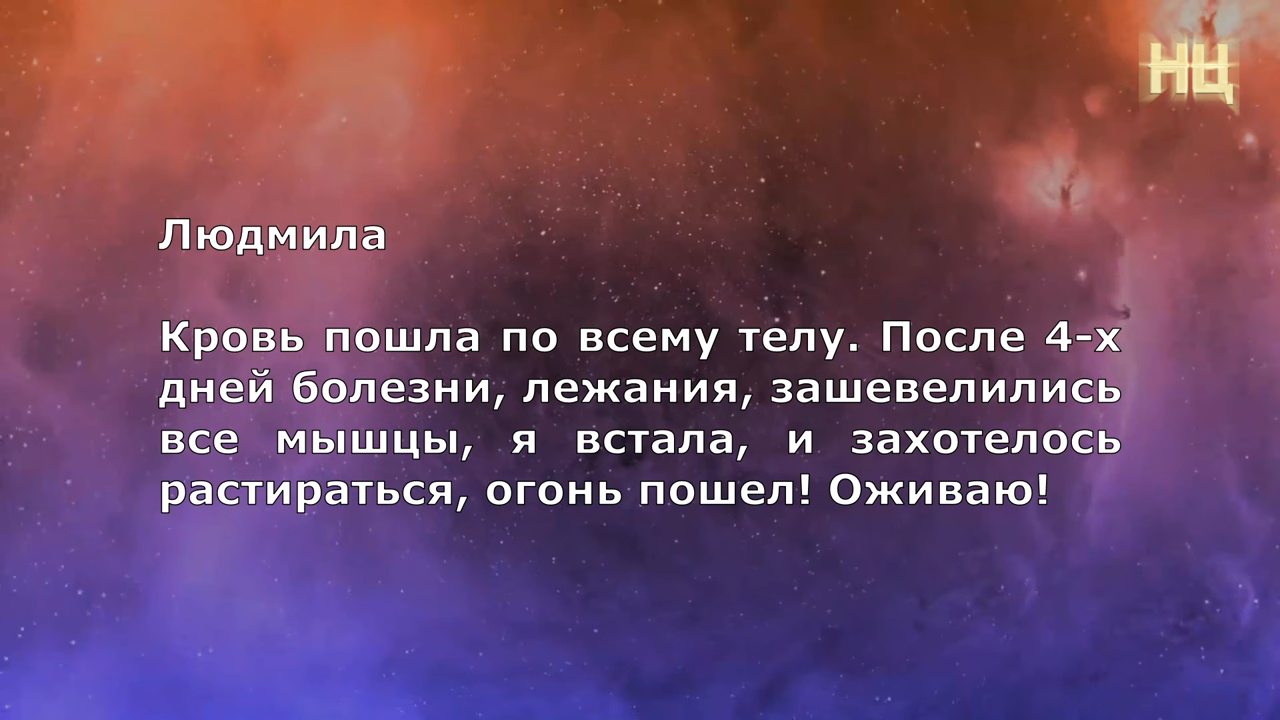 НЦ
Людмила
Кровь пошла по всему телу. После 4-х
дней болезни, лежания, зашевелились
все мышцы, я встала, и захотелось
растираться, огонь пошел! Оживаю!